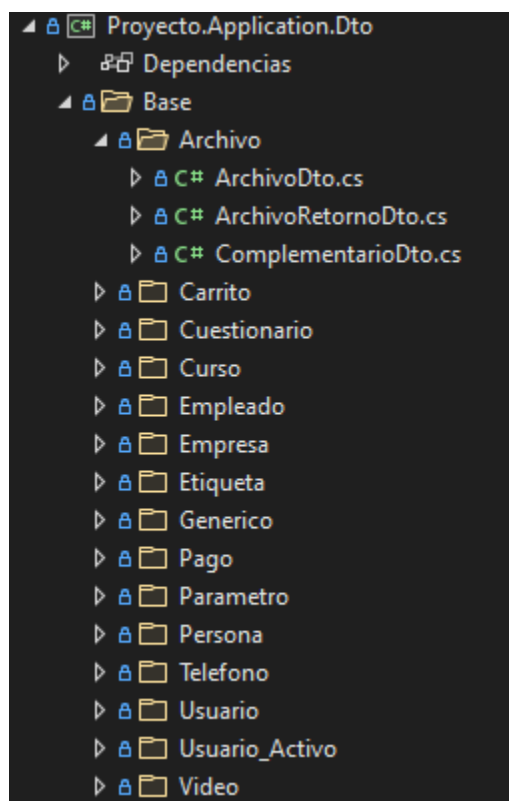 C# Proyecto.Application.Dto
Dependencias
Base
Archivo
C# ArchivoDto.cs
C# ArchivoRetornoDto.cs
C# ComplementarioDto.cs
Carrito
Cuestionario
Curso
Empleado
Empresa
Etiqueta
Generico
Pago
Parametro
Persona
Telefono
Usuario
Usuario_Activo
Video